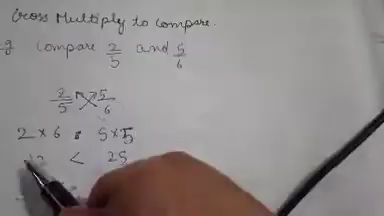 Cross Multiply to compare.
g compare 2/5 and 5/6
2/5 5/6
2 × 6 5 × 5
12 < 25